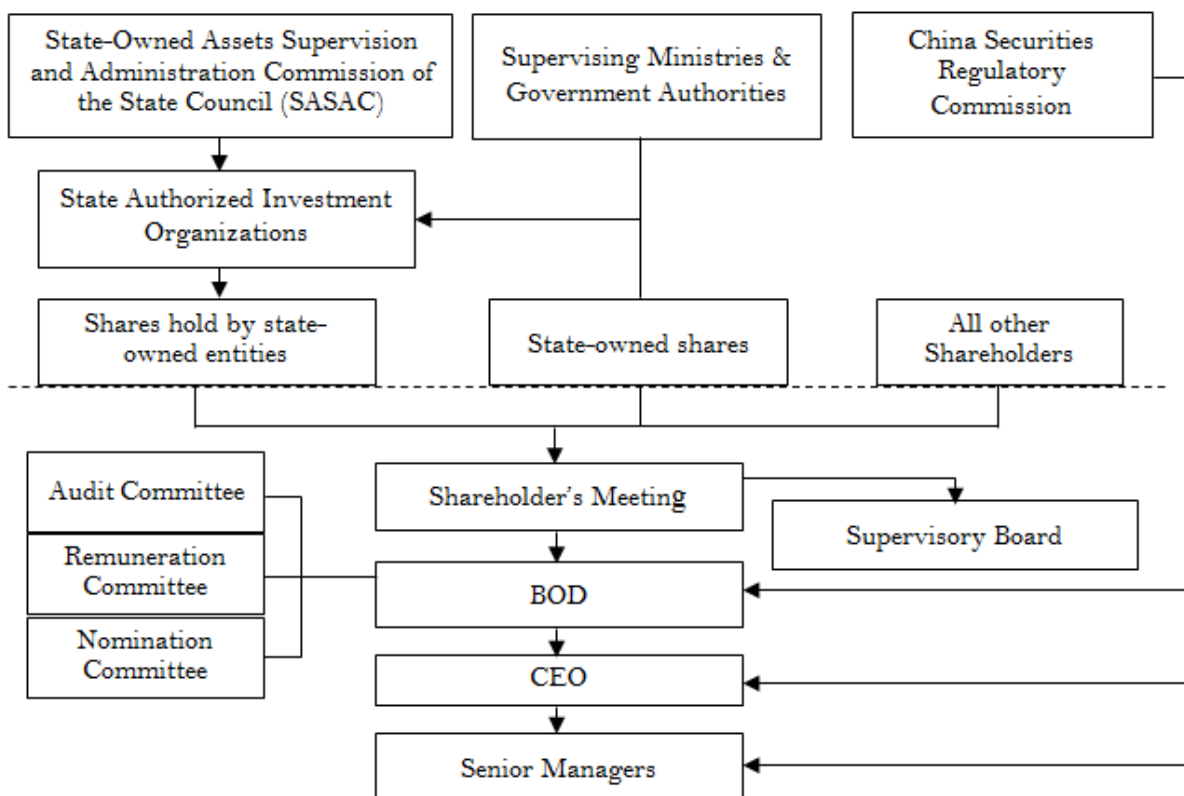 State-Owned Assets Supervision
and Administration Commission of
the State Council (SASAC)
Supervising Ministries &
Government Authorities
China Securities
Regulatory
Commission
State Authorized Investment
Organizations
Shares hold by state-
owned entities
State-owned shares
All other
Shareholders
Audit Committee
Shareholder's Meeting
Supervisory Board
Remuneration
Committee
BOD
Nomination
Committee
CEO
Senior Managers